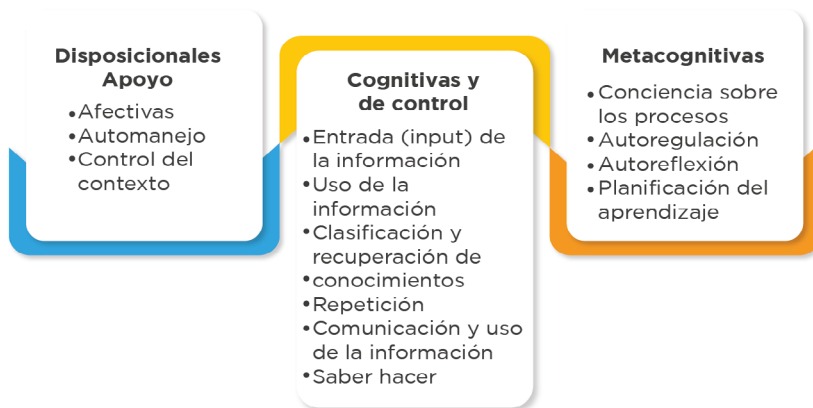 Disposicionales
Apoyo
•Afectivas
•Automanejo
•Control del
contexto
Cognitivas y
de control
•Entrada (input) de
la información
•Uso de la
información
•Clasificación y
recuperación de
•conocimientos
•Repetición
•Comunicación y uso
de la información
•Saber hacer
Metacognitivas
•Conciencia sobre
los procesos
•Autoregulación
•Autoreflexión
•Planificación del
aprendizaje